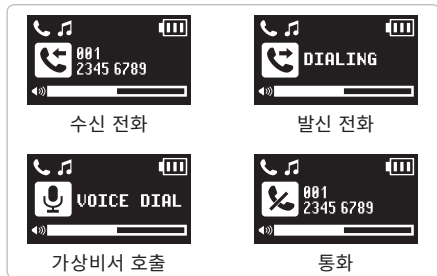 001
2345 6789
수신 전화
DIALING
발신 전화
VOICE DIAL
가상비서 호출
001
2345 6789
통화